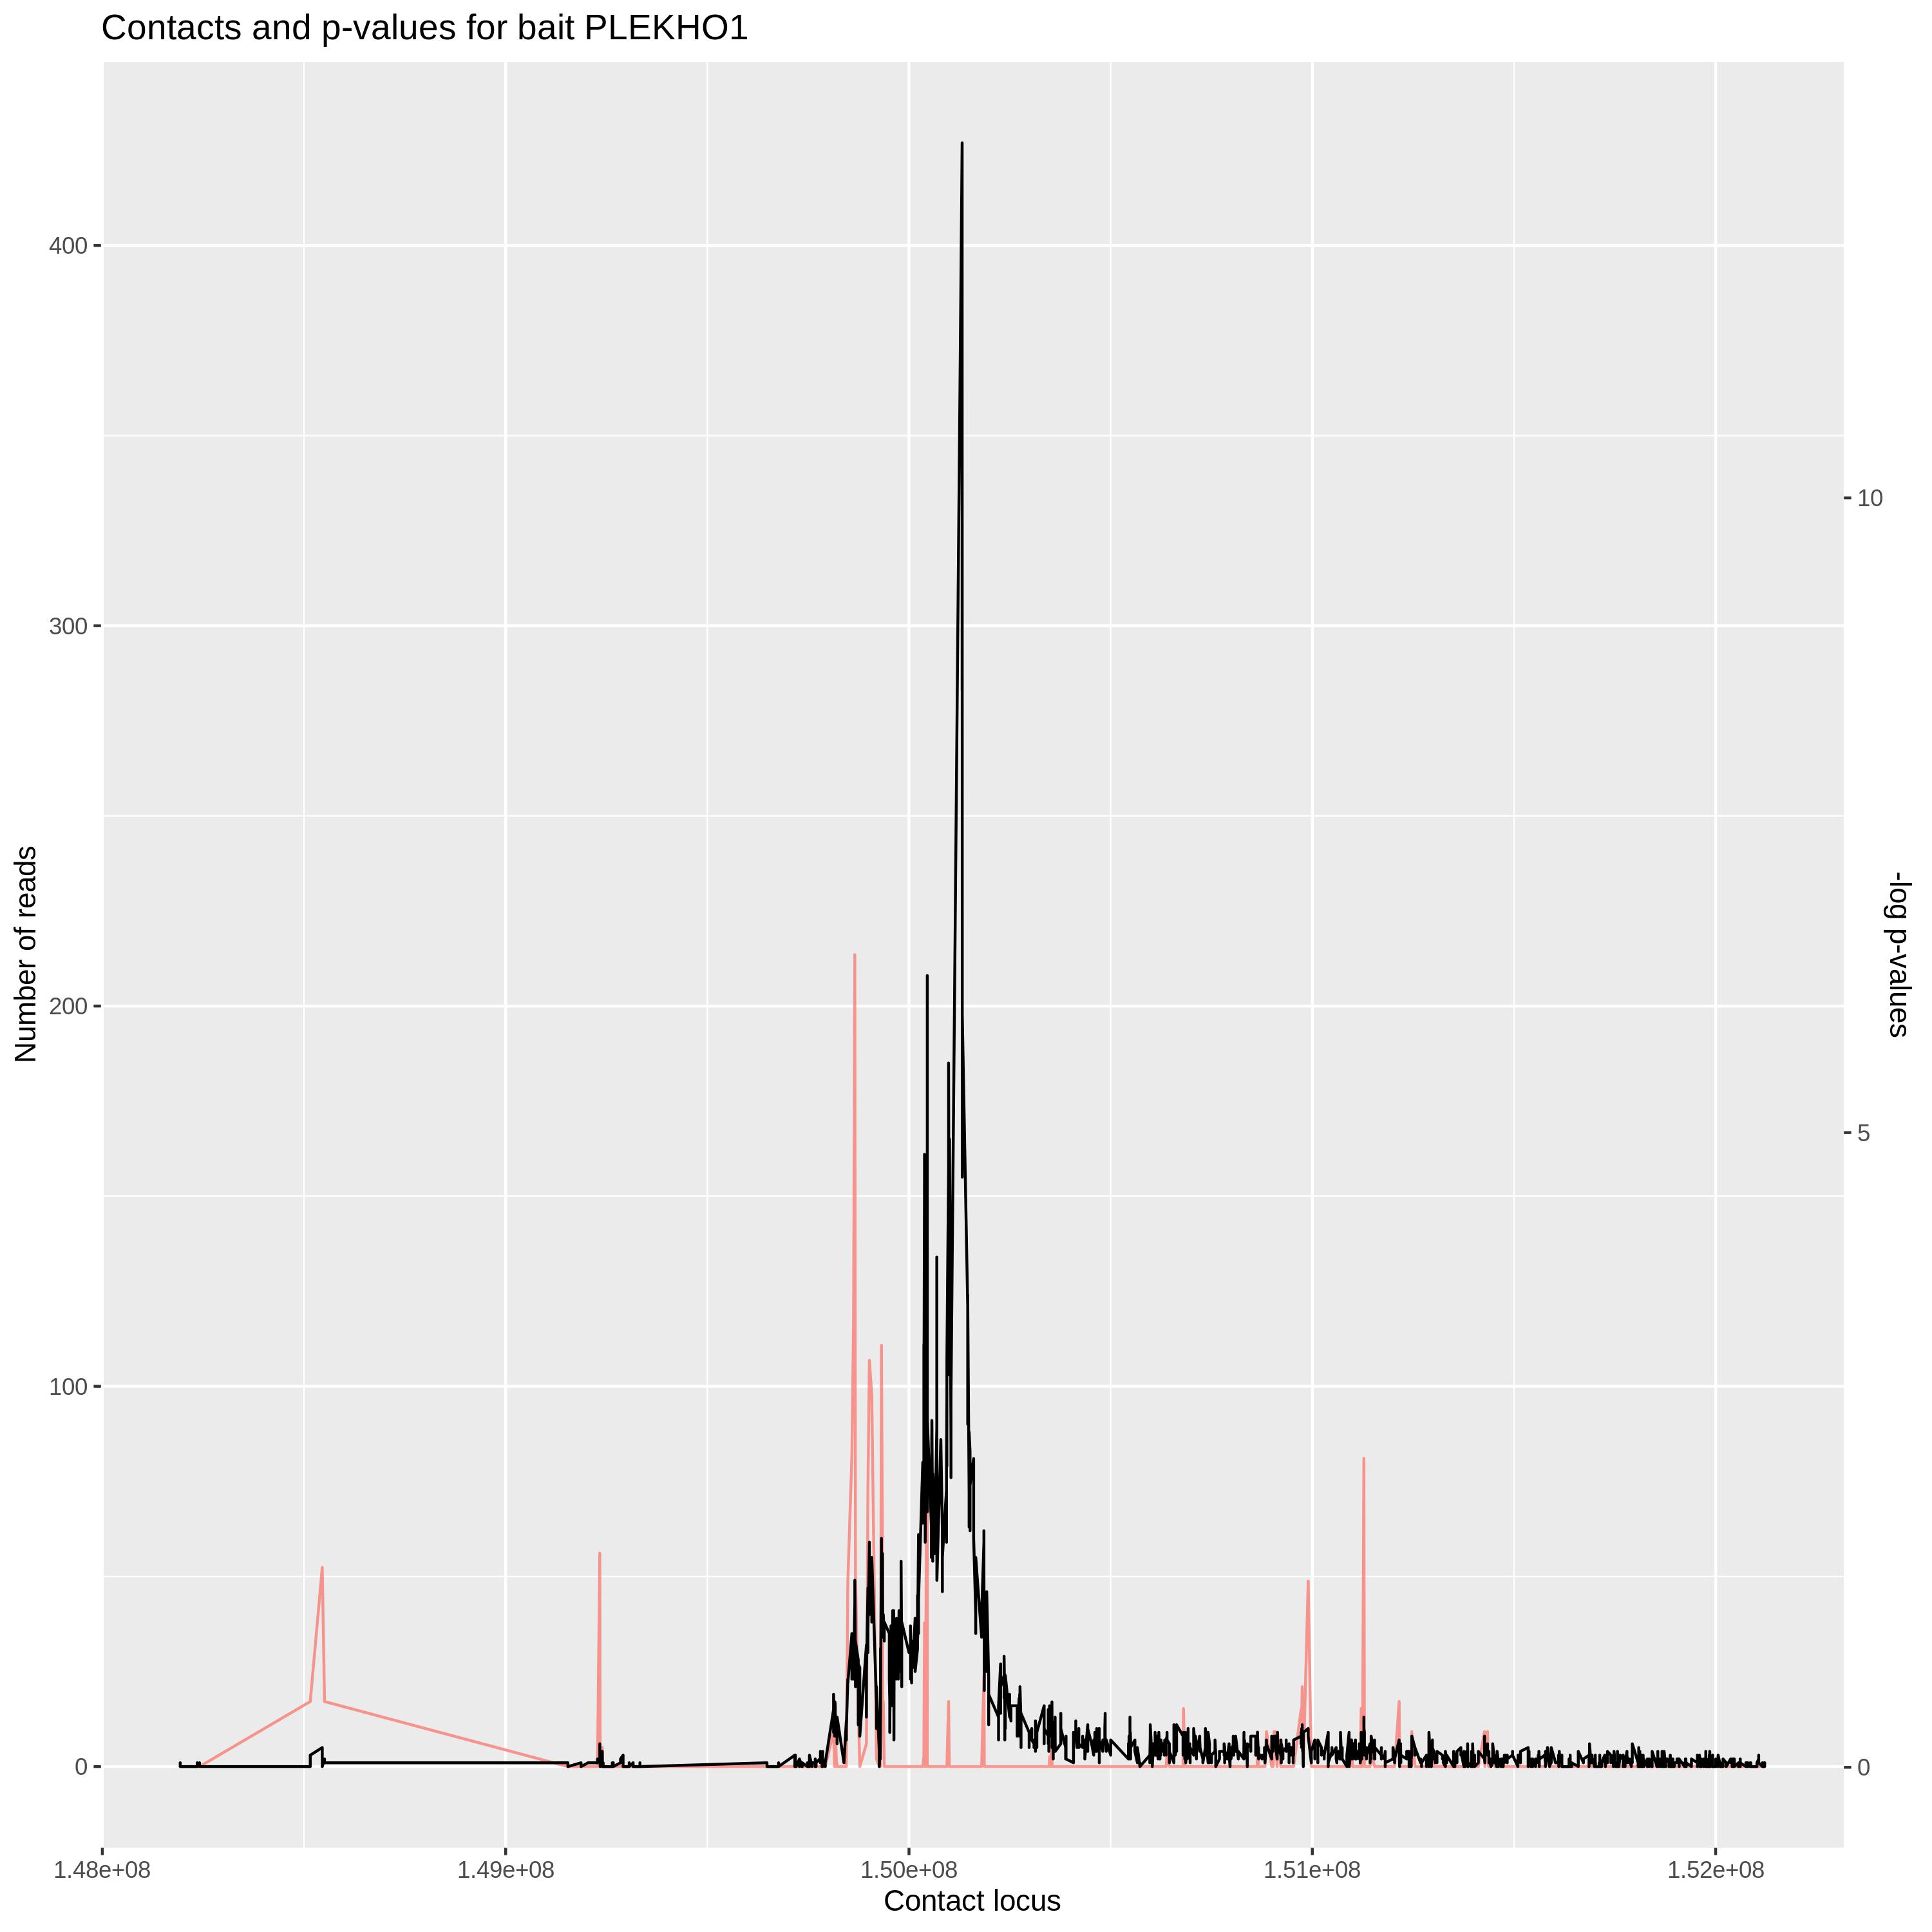 Contacts and p-values for bait PLEKHO1
400
300
200
100
0
Number of reads
10
5
0
-log p-values
1.48e+08
1.49e+08
1.50e+08
1.51e+08
1.52e+08
Contact locus